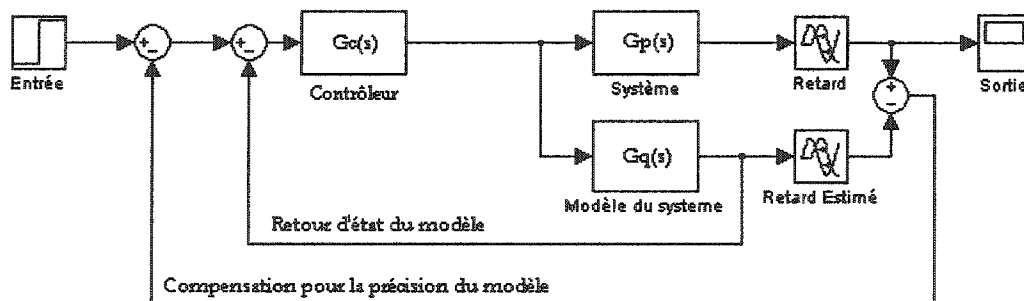 Gc(s)
Gp(s)
Entrée
Contrôleur
Système
Retard
Sortie
Gq(s)
Modèle du systeme
Retard Estimé
Retour d'état du modèle
Compensation pour la précision du modèle